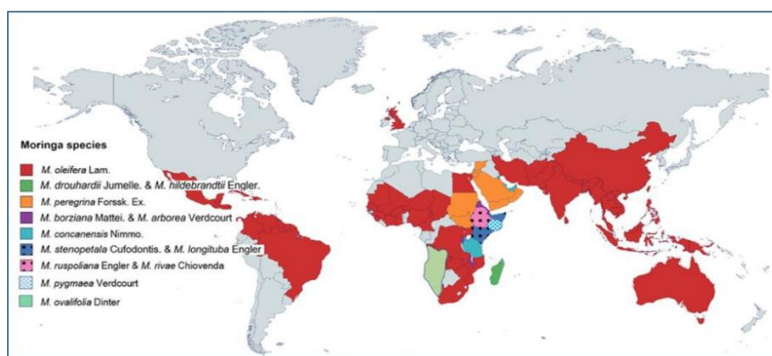 Moringa species
M. oleifera Lam.
M. drouhardii Jumelle. & M. hildebrandtii Engler.
M. peregrina Forssk. Ex.
M. borziana Mattei. & M. arborea Verdcourt
M. concanensis Nimmo.
M. stenopetala Cufodontis. & M. longituba Engler
M. ruspoliana Engler & M. rivae Chiovenda
M. pygmaea Verdcourt
M. ovalifolia Dinter